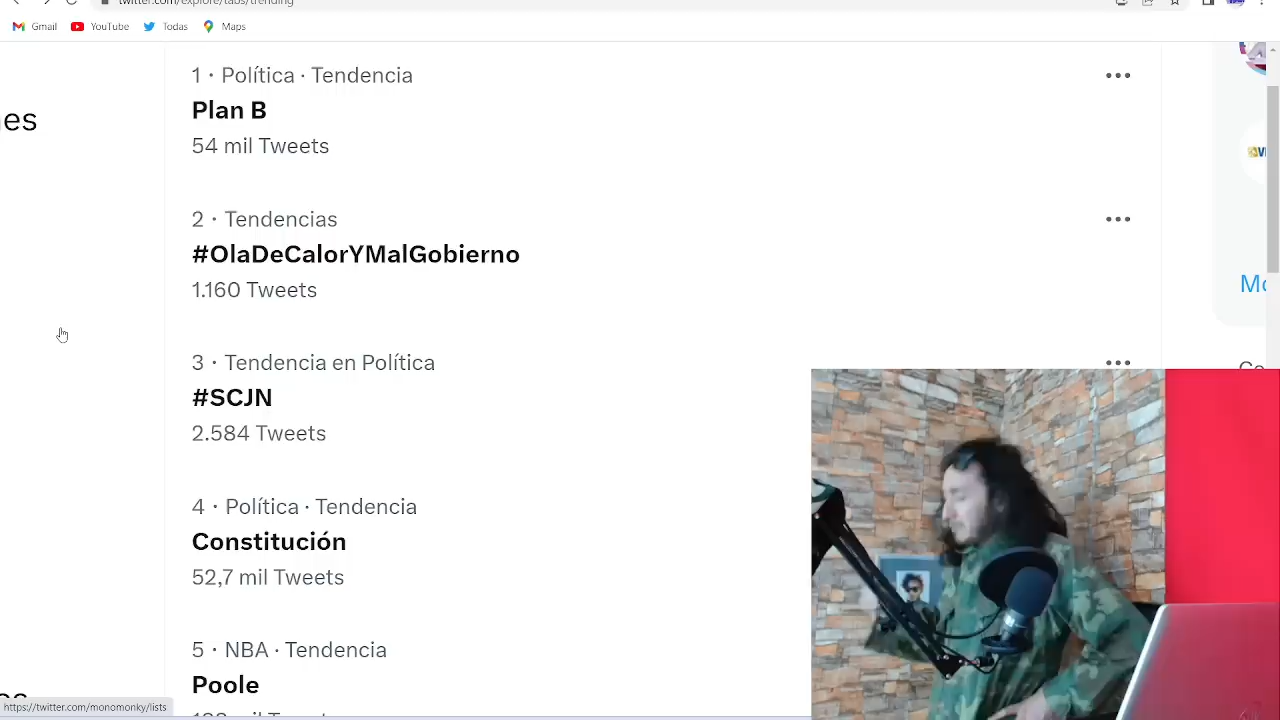 twitter.com/explore/tabs/trending
Gmail YouTube Todas Maps
1 · Política · Tendencia
Plan B
54 mil Tweets
2 · Tendencias
#OlaDeCalorYMalGobierno
1.160 Tweets
3 · Tendencia en Política
#SCJN
2.584 Tweets
4 · Política · Tendencia
Constitución
52,7 mil Tweets
5 · NBA · Tendencia
Poole
mil Tweets
https://twitter.com/monomonky/lists